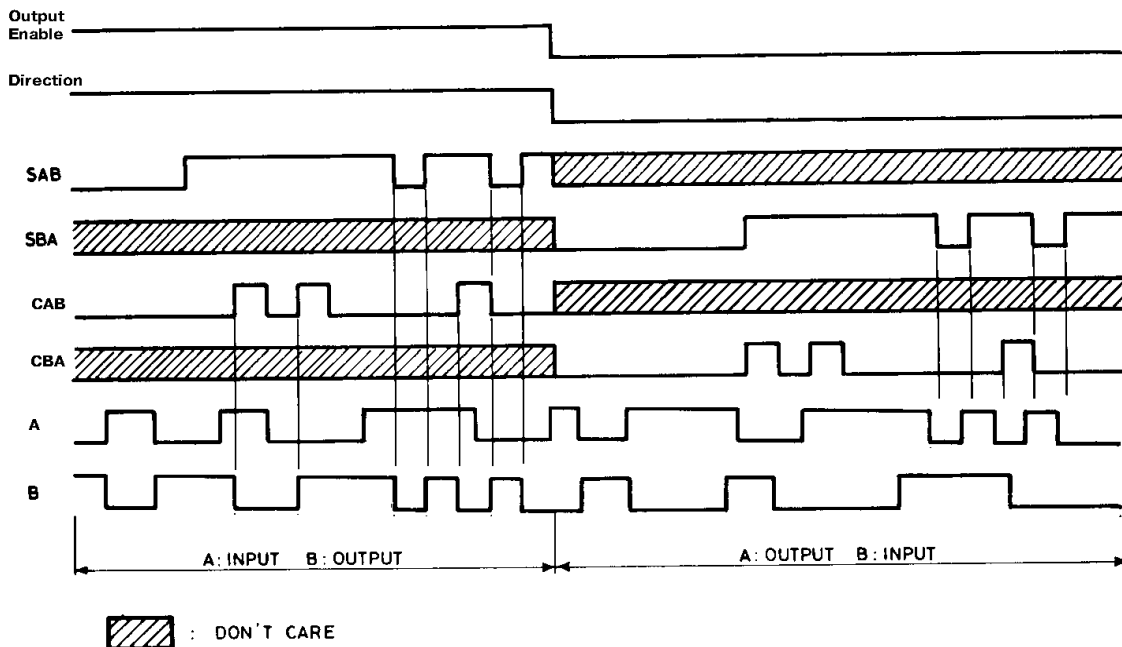 Output
Enable
Direction
SAB
SBA
CAB
CBA
A
B
A: INPUT B: OUTPUT
A: OUTPUT B: INPUT
: DON'T CARE